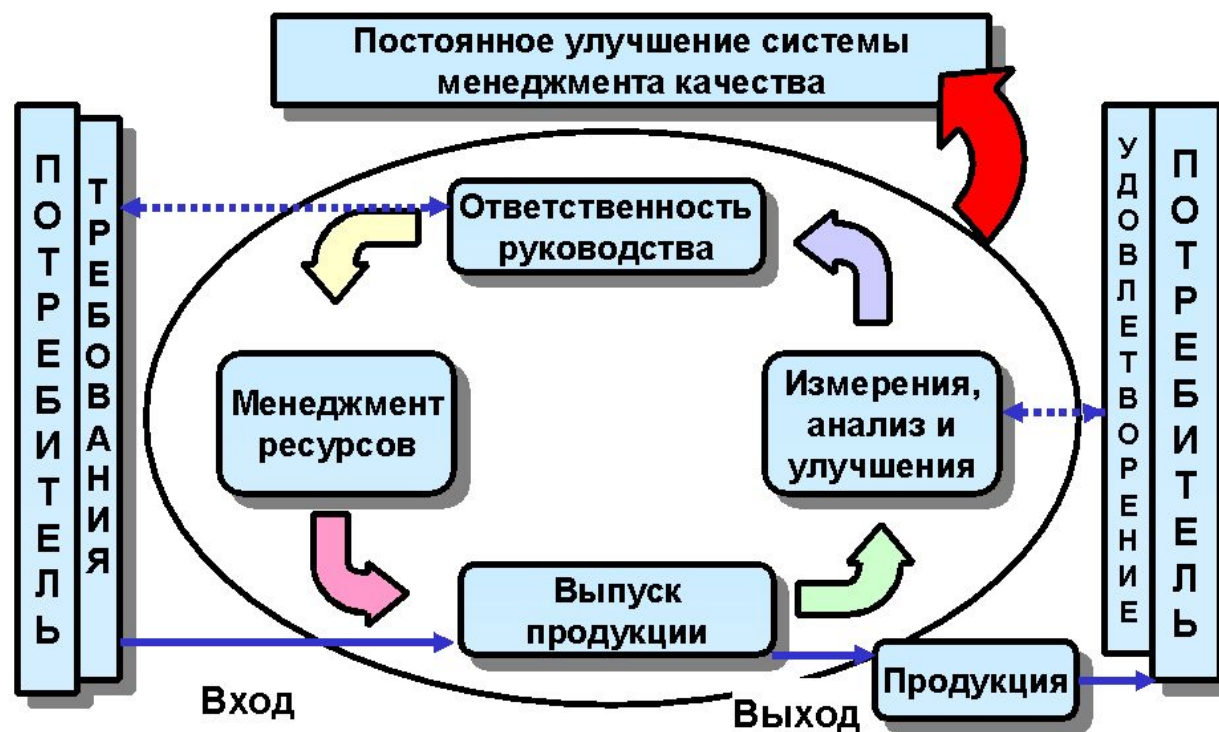 Постоянное улучшение системы
менеджмента качества
ПОТРЕБИТЕЛЬ
ТРЕБОВАНИЯ
Ответственность
руководства
Менеджмент
ресурсов
Измерения,
анализ и
улучшения
Выпуск
продукции
Продукция
Вход
Выход
УДОВЛЕТВОРЕНИЕ
ПОТРЕБИТЕЛЬ